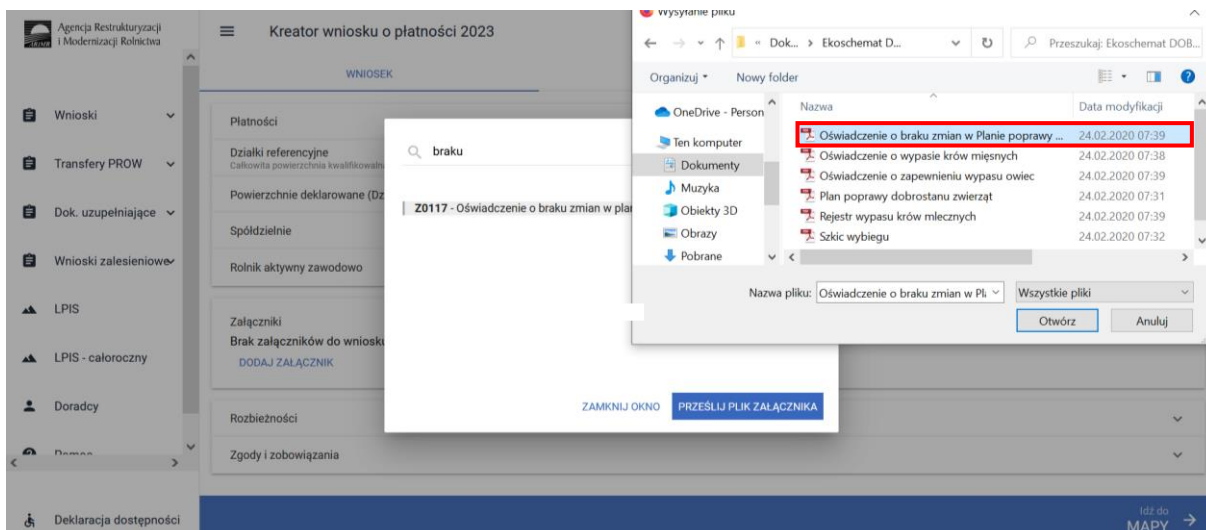 Agencja Restrukturyzacji
i Modernizacji Rolnictwa
ARiMR
Wnioski
Transfery PROW
Dok. uzupełniające
Wnioski zalesieniowe
LPIS
LPIS - całoroczny
Doradcy
Pomoc
Deklaracja dostępności
Kreator wniosku o płatności 2023
WNIOSEK
Płatności
Działki referencyjne
Całkowita powierzchnia kwalifikowaln
Powierzchnie deklarowane (Dz
Spółdzielnie
Rolnik aktywny zawodowo
Załączniki
Brak załączników do wniosku
DODAJ ZAŁĄCZNIK
Rozbieżności
Zgody i zobowiązania
Idź do
MAPY
braku
Z0117 - Oświadczenie o braku zmian w plan
ZAMKNIJ OKNO PRZEŚLIJ PLIK ZAŁĄCZNIKA
Wysyłanie pliku
« Dok... > Ekoschemat D... Przeszukaj: Ekoschemat DOB...
Organizuj Nowy folder
OneDrive - Person
Ten komputer
Dokumenty
Muzyka
Obiekty 3D
Obrazy
Pobrane
Nazwa Data modyfikacji
Oświadczenie o braku zmian w Planie poprawy ... 24.02.2020 07:39
Oświadczenie o wypasie krów mięsnych 24.02.2020 07:38
Oświadczenie o zapewnieniu wypasu owiec 24.02.2020 07:39
Plan poprawy dobrostanu zwierząt 24.02.2020 07:31
Rejestr wypasu krów mlecznych 24.02.2020 07:39
Szkic wybiegu 24.02.2020 07:32
Nazwa pliku: Oświadczenie o braku zmian w Pl Wszystkie pliki
Otwórz Anuluj